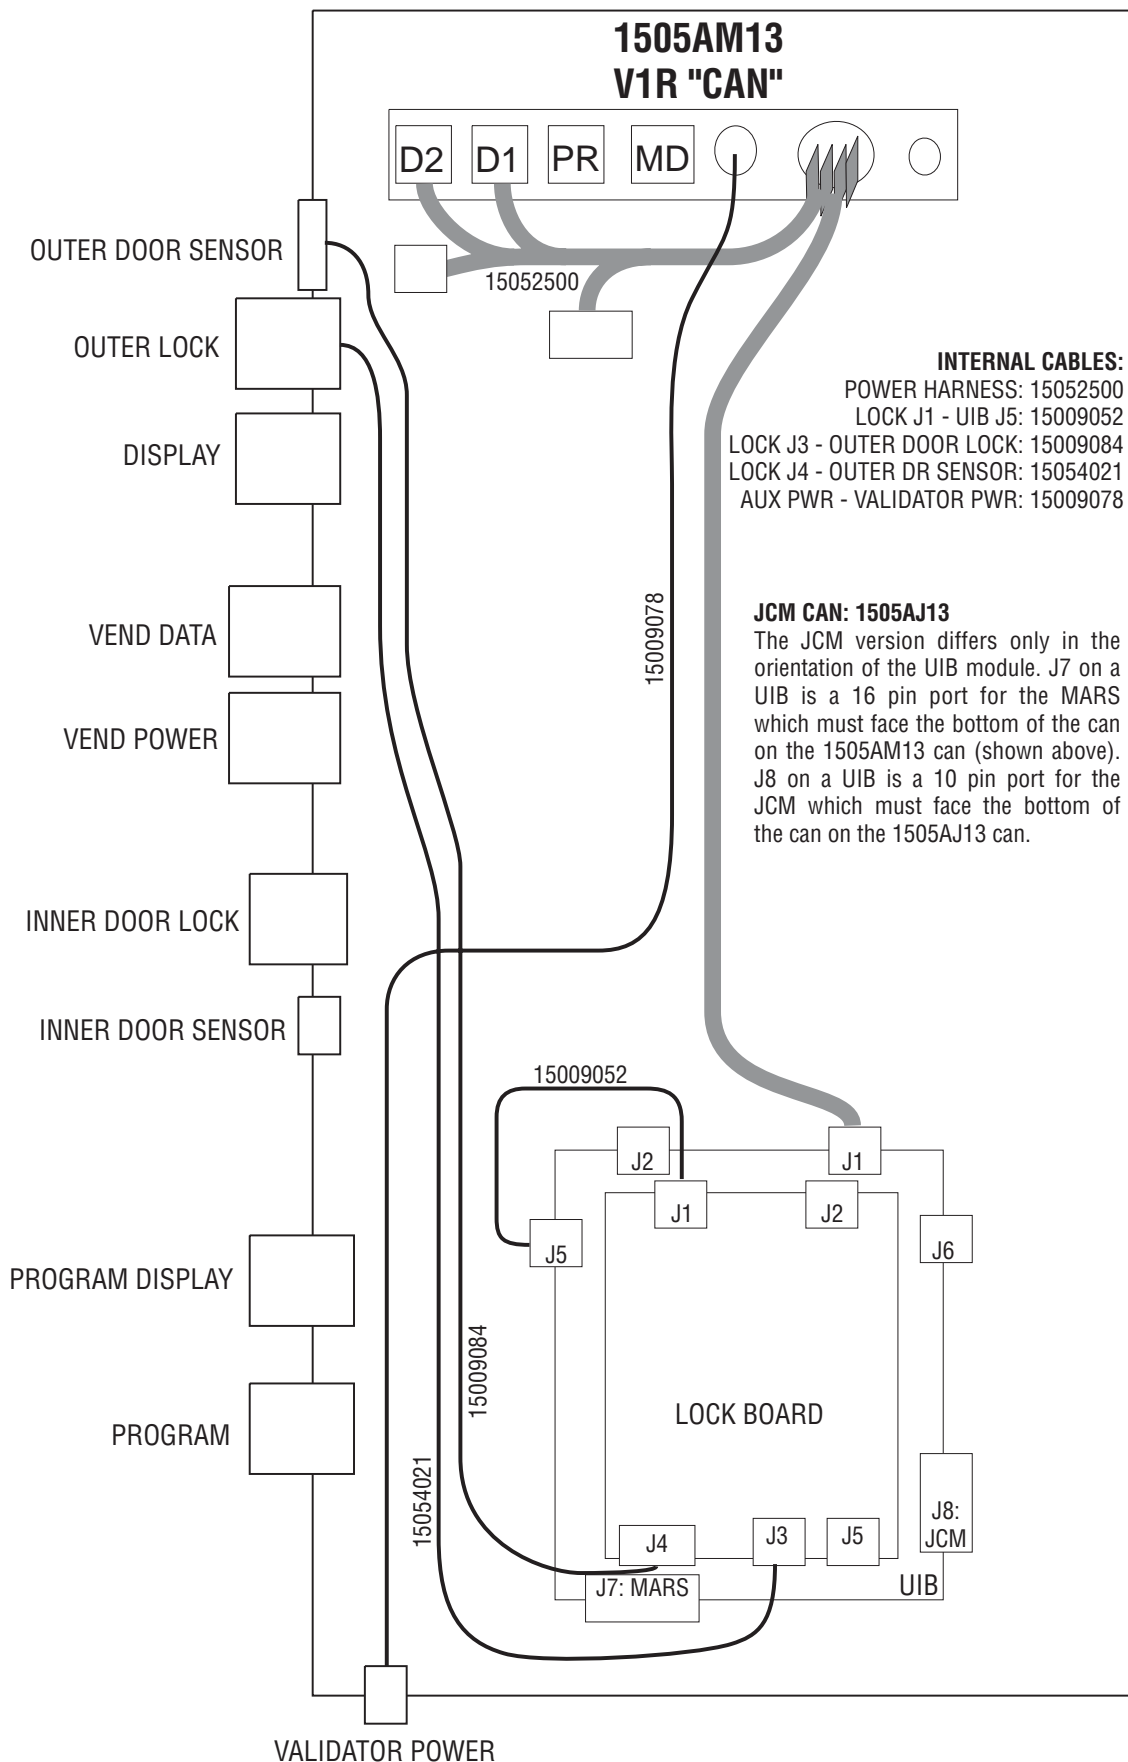 1505AM13
V1R "CAN"
D2
D1
PR
MD
OUTER DOOR SENSOR
15052500
OUTER LOCK
INTERNAL CABLES:
POWER HARNESS: 15052500
LOCK J1 - UIB J5: 15009052
LOCK J3 - OUTER DOOR LOCK: 15009084
LOCK J4 - OUTER DR SENSOR: 15054021
AUX PWR - VALIDATOR PWR: 15009078
DISPLAY
VEND DATA
15009078
VEND POWER
JCM CAN: 1505AJ13
The JCM version differs only in the
orientation of the UIB module. J7 on a
UIB is a 16 pin port for the MARS
which must face the bottom of the can
on the 1505AM13 can (shown above).
J8 on a UIB is a 10 pin port for the
JCM which must face the bottom of
the can on the 1505AJ13 can.
INNER DOOR LOCK
INNER DOOR SENSOR
15009052
J2
J1
J1
J2
J5
J6
PROGRAM DISPLAY
15009084
LOCK BOARD
PROGRAM
15054021
J8:
JCM
J4
J3
J5
J7: MARS
UIB
VALIDATOR POWER